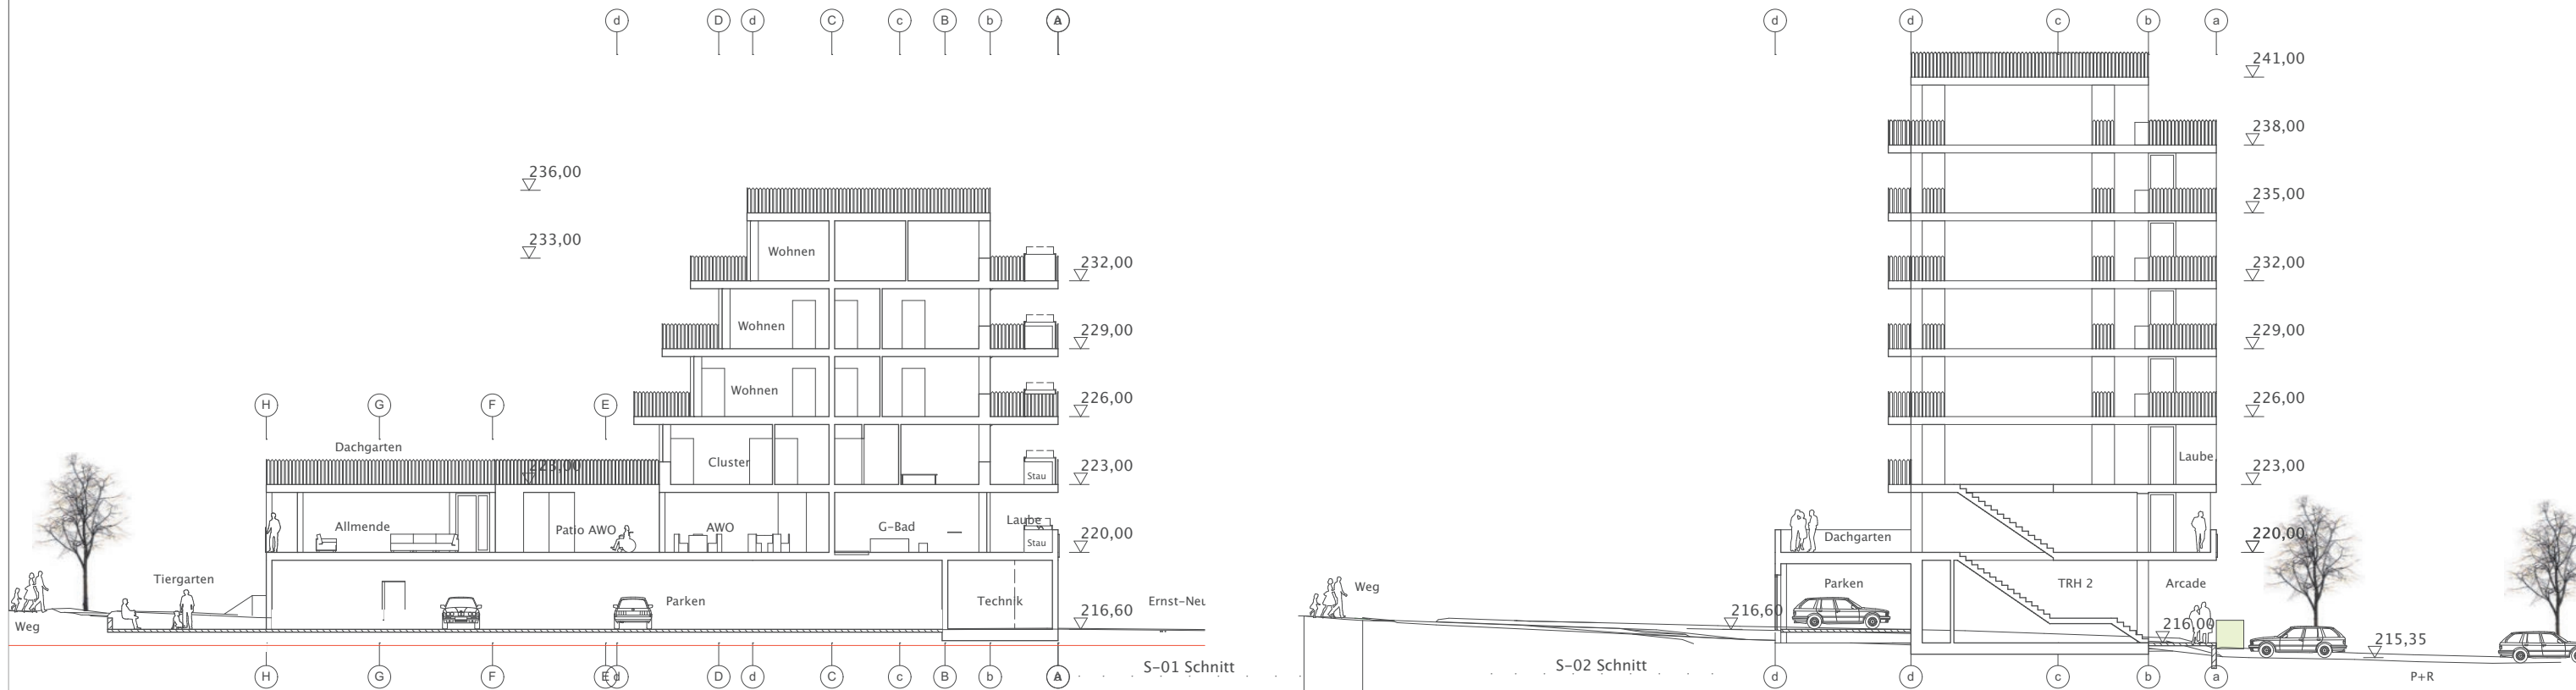 d D d C c B b A
d d c b a
241,00
238,00
236,00
235,00
233,00
Wohnen
232,00
232,00
Wohnen
229,00
229,00
Wohnen
226,00
226,00
H G F E
Dachgarten
223,00
Cluster
223,00
Stau
Laube
223,00
Allmende
Patio AWO
AWO
G-Bad
Laube
220,00
Stau
Dachgarten
220,00
Tiergarten
Parken
Technik
Ernst-Neu
216,60
Weg
Weg
216,60
Parken
TRH 2
Arcade
216,00
215,35
S-01 Schnitt
S-02 Schnitt
P+R
H G F E d D d C c B b A
d d c b a